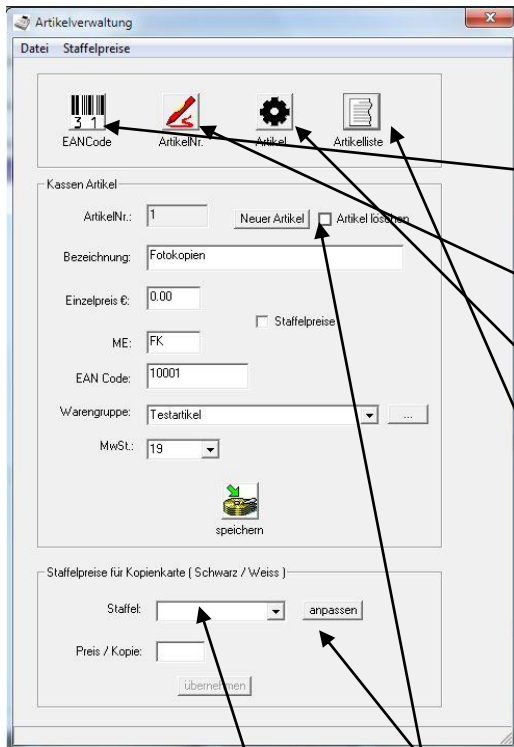 Artikelverwaltung
x
Datei Staffelpreise
3 1
EANCode ArtikelNr. Artikel Artikelliste
Kassen Artikel
ArtikelNr.: 1 Neuer Artikel Artikel löschen
Bezeichnung: Fotokopien
Einzelpreis €: 0.00
Staffelpreise
ME: FK
EAN Code: 10001
Warengruppe: Testartikel ...
MwSt.: 19
speichern
Staffelpreise für Kopienkarte ( Schwarz / Weiss )
Staffel: anpassen
Preis / Kopie:
übernehmen